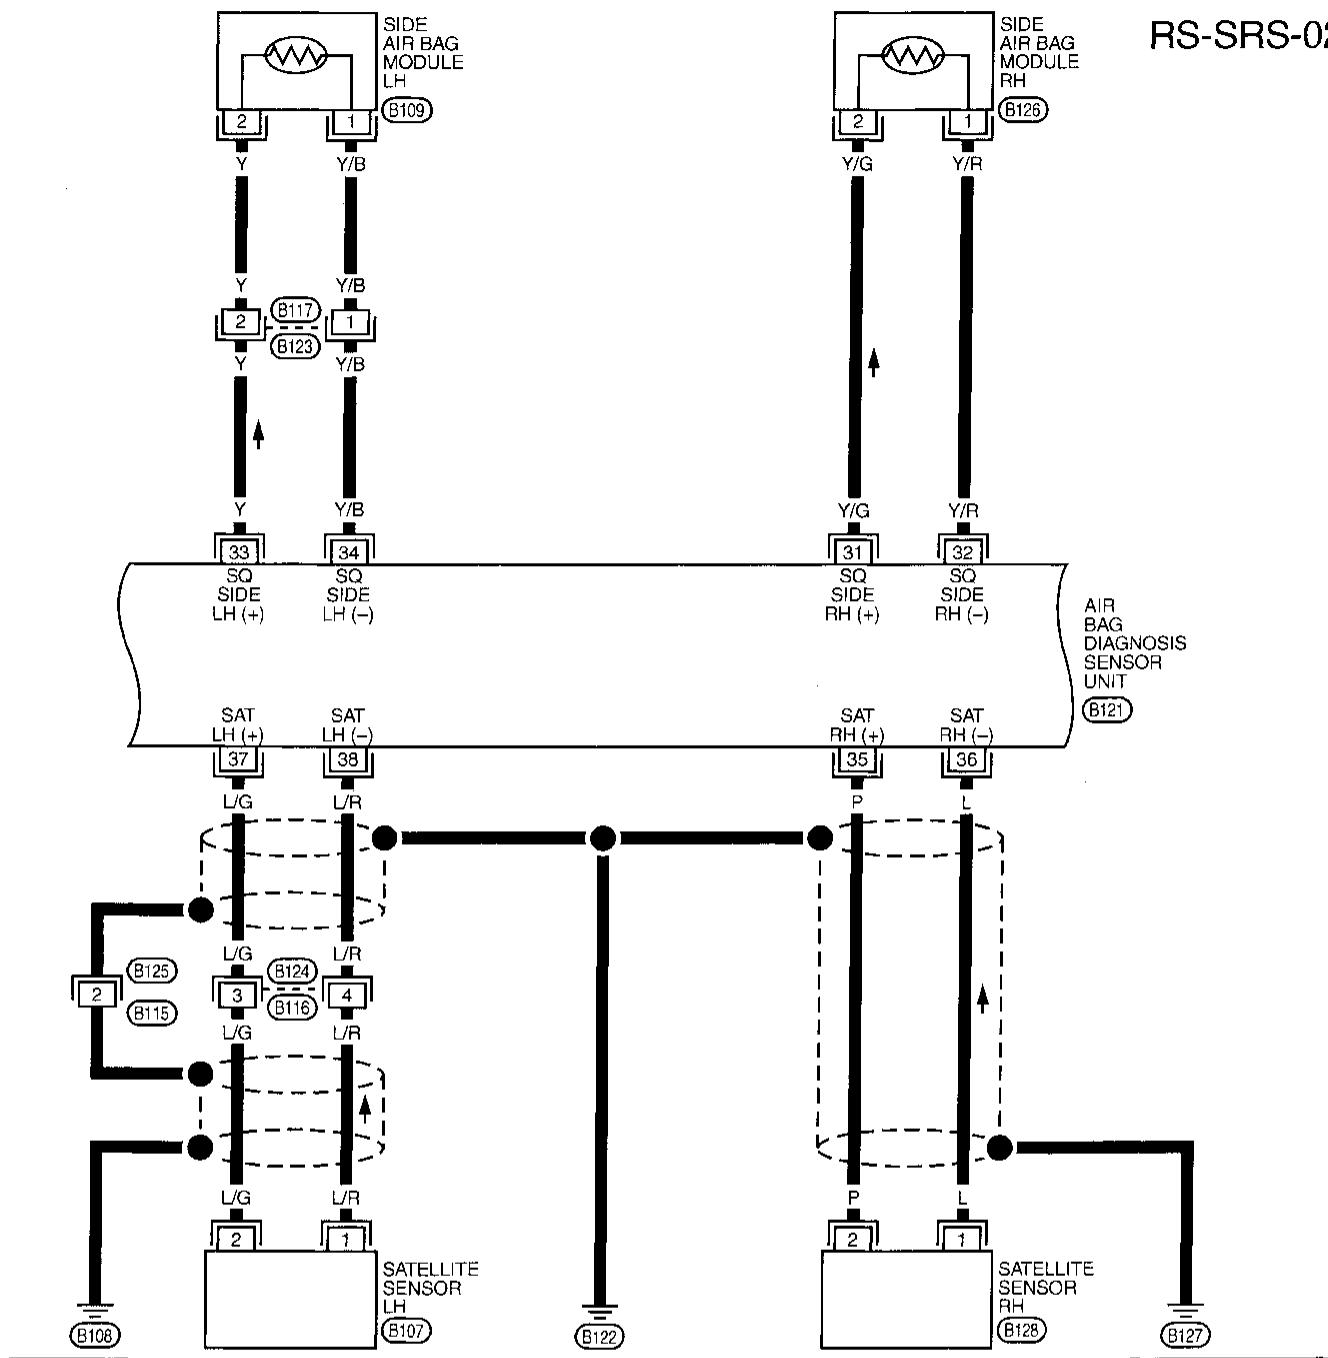 RS-SRS-02
SIDE
AIR BAG
MODULE
LH
B109
SIDE
AIR BAG
MODULE
RH
B126
2 1
2 1
Y Y/B
Y/G Y/R
Y Y/B
B117
2 1
B123
Y Y/B
Y Y/B
Y/G Y/R
33 34
31 32
SQ
SIDE
LH (+)
SQ
SIDE
LH (–)
SQ
SIDE
RH (+)
SQ
SIDE
RH (–)
AIR
BAG
DIAGNOSIS
SENSOR
UNIT
B121
SAT
LH (+)
SAT
LH (–)
SAT
RH (+)
SAT
RH (–)
37 38
35 36
L/G L/R
P L
L/G L/R
B125
B124
2 3 4
B115
B116
L/G L/R
L/G L/R
P L
2 1
2 1
SATELLITE
SENSOR
LH
B107
SATELLITE
SENSOR
RH
B128
B108
B122
B127